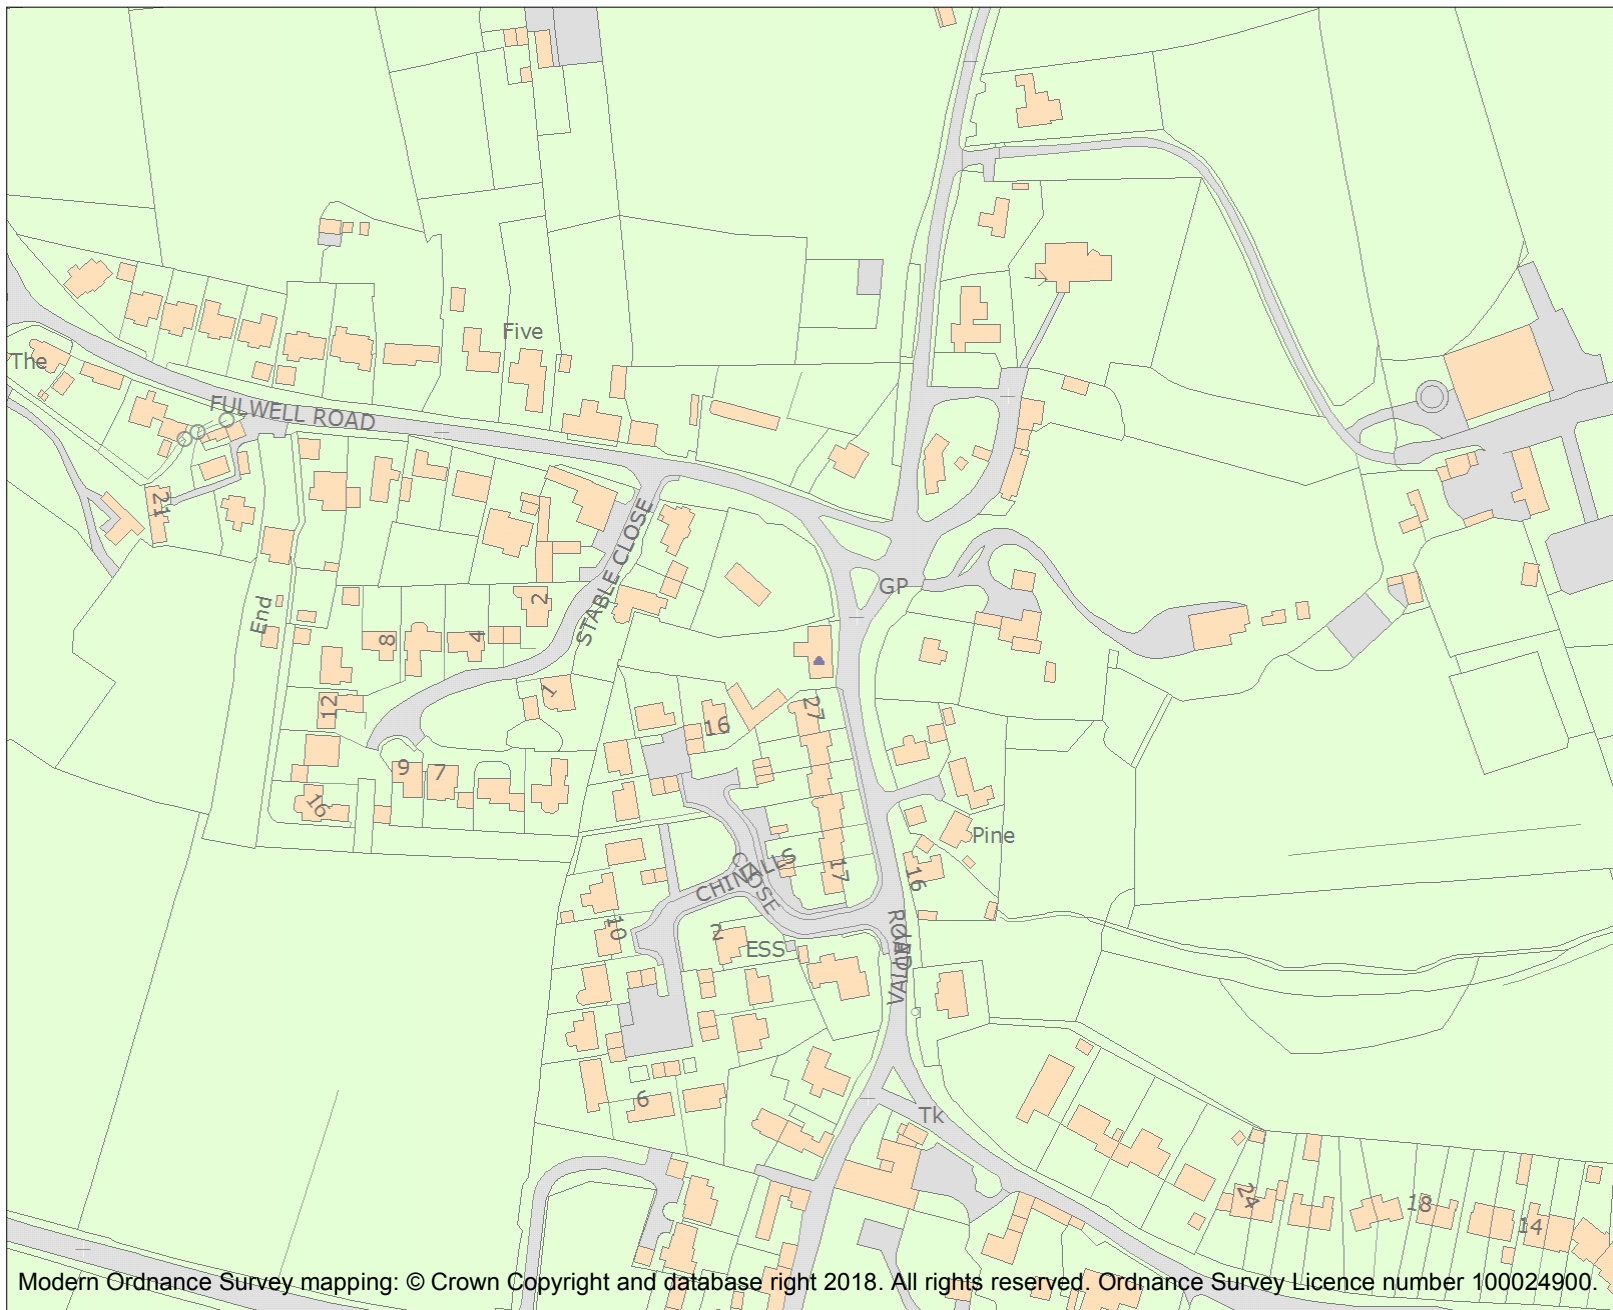 Five
The
FULWELL ROAD
21
STABLE CLOSE
GP
2
End
8
4
1
12
27
16
9
7
16
Pine
CHINALLS
CLOSE
17
16
10
2
ESS
VALIDIAN
ROAD
6
Tk
24
18
14
Modern Ordnance Survey mapping: © Crown Copyright and database right 2018. All rights reserved. Ordnance Survey Licence number 100024900.